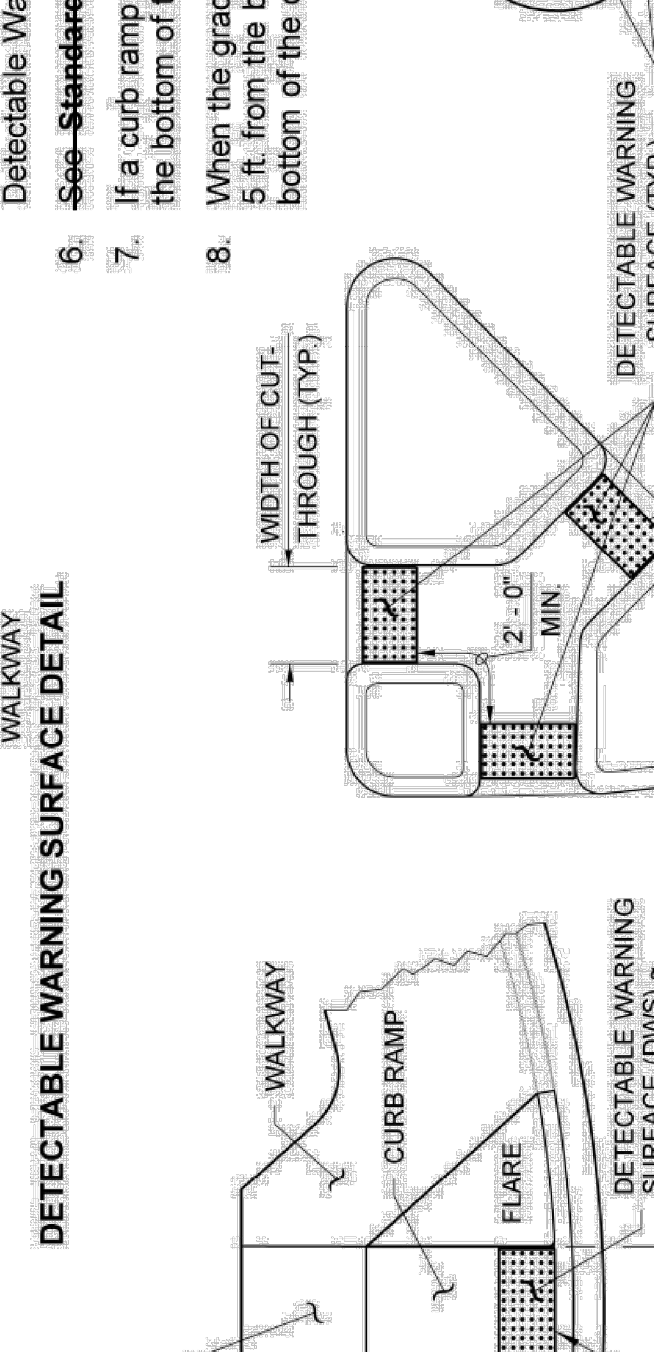 Detectable Wa
6. See Standard
7. If a curb ramp
the bottom of t
8. When the grad
5 ft. from the b
bottom of the c
WALKWAY
DETECTABLE WARNING SURFACE DETAIL
WIDTH OF CUT-
THROUGH (TYP.)
2' - 0"
MIN.
DETECTABLE WARNING
SURFACE (TYP.)
WALKWAY
CURB RAMP
FLARE
DETECTABLE WARNING
SURFACE (DWS) ~